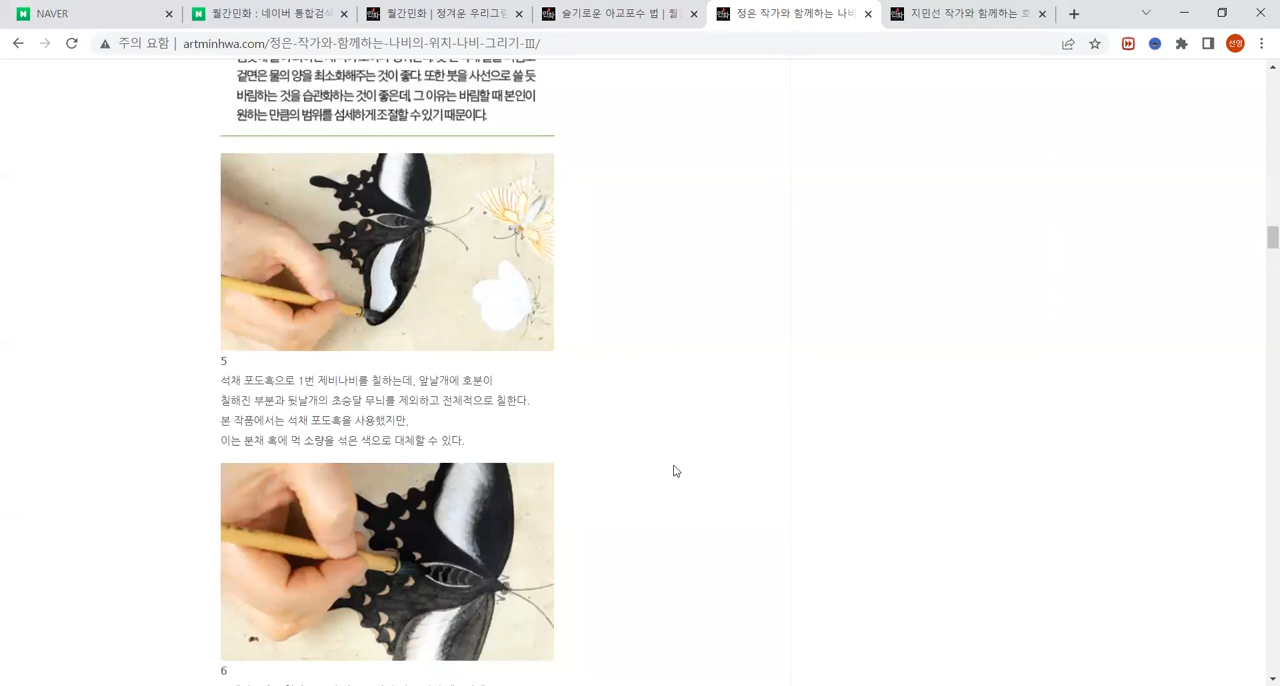 NAVER
월간민화 : 네이버 통합검색
월간민화 | 정겨운 우리그림
슬기로운 아교포수 법 | 월간
정은 작가와 함께하는 나비
지민선 작가와 함께하는 호
주의 요함 | artminhwa.com/정은-작가와-함께하는-나비의-위치-나비-그리기-Ⅲ/
선영
겉면은 물의 양을 최소화해주는 것이 좋다. 또한 붓을 사선으로 쓸 듯
바림하는 것을 습관화하는 것이 좋은데, 그 이유는 바림할 때 본인이
원하는 만큼의 범위를 섬세하게 조절할 수 있기 때문이다.
5
석채 포도흑으로 1번 제비나비를 칠하는데, 앞날개에 호분이
칠해진 부분과 뒷날개의 초승달 무늬를 제외하고 전체적으로 칠한다.
본 작품에서는 석채 포도흑을 사용했지만,
이는 분채 흑에 먹 소량을 섞은 색으로 대체할 수 있다.
6